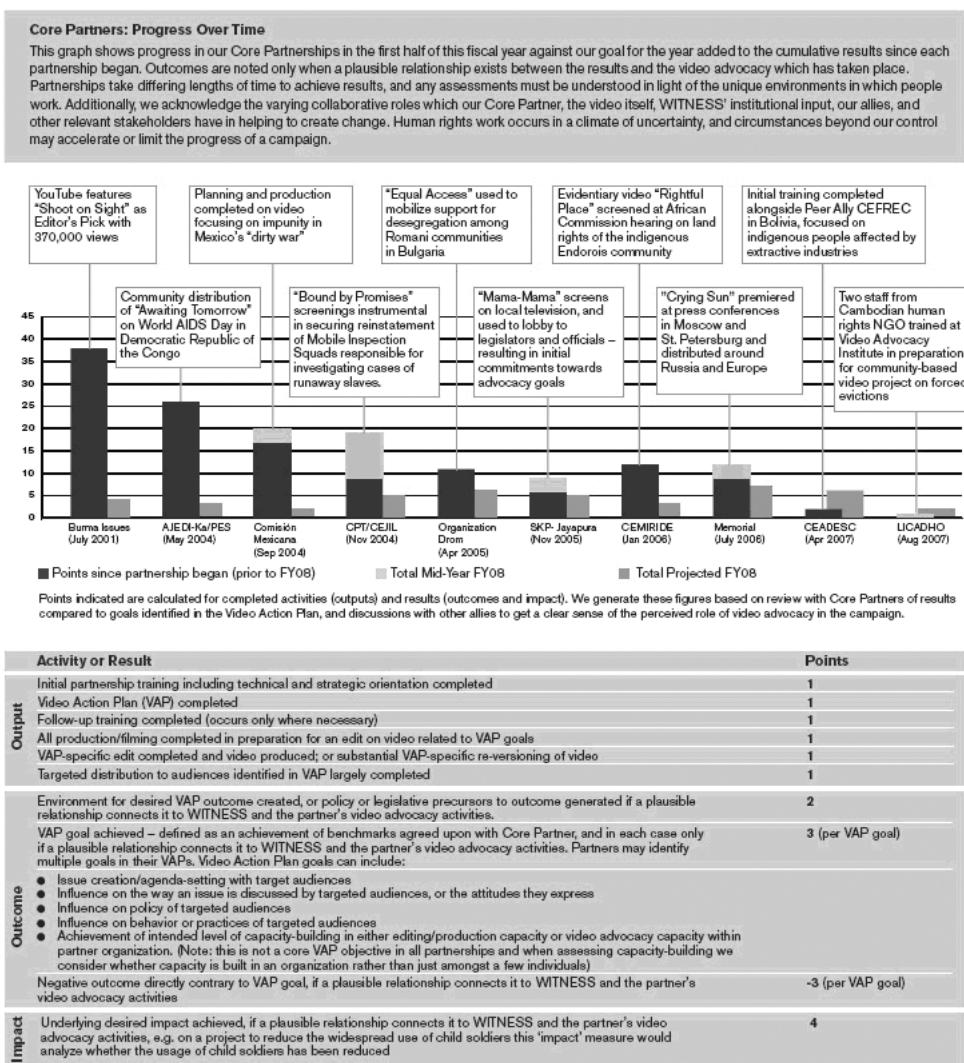 Core Partners: Progress Over Time
This graph shows progress in our Core Partnerships in the first half of this fiscal year against our goal for the year added to the cumulative results since each
partnership began. Outcomes are noted only when a plausible relationship exists between the results and the video advocacy which has taken place.
Partnerships take differing lengths of time to achieve results, and any assessments must be understood in light of the unique environments in which people
work. Additionally, we acknowledge the varying collaborative roles which our Core Partner, the video itself, WITNESS' institutional input, our allies, and
other relevant stakeholders have in helping to create change. Human rights work occurs in a climate of uncertainty, and circumstances beyond our control
may accelerate or limit the progress of a campaign.
YouTube features
"Shoot on Sight" as
Editor's Pick with
370,000 views
Planning and production
completed on video
focusing on impunity in
Mexico's "dirty war"
"Equal Access" used to
mobilize support for
desegregation among
Romani communities
in Bulgaria
Evidentiary video "Rightful
Place" screened at African
Commission hearing on land
rights of the indigenous
Endorois community
Initial training completed
alongside Peer Ally CEFREC
in Bolivia, focused on
indigenous people affected by
extractive industries
Community distribution
of "Awaiting Tomorrow"
on World AIDS Day in
Democratic Republic of
the Congo
"Bound by Promises"
screenings instrumental
in securing reinstatement
of Mobile Inspection
Squads responsible for
investigating cases of
runaway slaves.
"Mama-Mama" screens
on local television, and
used to lobby to
legislators and officials –
resulting in initial
commitments towards
advocacy goals
"Crying Sun" premiered
at press conferences
in Moscow and
St. Petersburg and
distributed around
Russia and Europe
Two staff from
Cambodian human
rights NGO trained at
Video Advocacy
Institute in preparation
for community-based
video project on forced
evictions
45
40
35
30
25
20
15
10
5
0
Burma Issues
(July 2001)
AJEDI-Ka/PES
(May 2004)
Comisión
Mexicana
(Sep 2004)
CPT/CEJIL
(Nov 2004)
Organization
Drom
(Apr 2005)
SKP- Jayapura
(Nov 2005)
CEMIRIDE
(Jan 2006)
Memorial
(July 2006)
CEADESC
(Apr 2007)
LICADHO
(Aug 2007)
Points since partnership began (prior to FY08)
Total Mid-Year FY08
Total Projected FY08
Points indicated are calculated for completed activities (outputs) and results (outcomes and impact). We generate these figures based on review with Core Partners of results
compared to goals identified in the Video Action Plan, and discussions with other allies to get a clear sense of the perceived role of video advocacy in the campaign.
Activity or Result Points
Output
Initial partnership training including technical and strategic orientation completed 1
Video Action Plan (VAP) completed 1
Follow-up training completed (occurs only where necessary) 1
All production/filming completed in preparation for an edit on video related to VAP goals 1
VAP-specific edit completed and video produced; or substantial VAP-specific re-versioning of video 1
Targeted distribution to audiences identified in VAP largely completed 1
Outcome
Environment for desired VAP outcome created, or policy or legislative precursors to outcome generated if a plausible 2
relationship connects it to WITNESS and the partner's video advocacy activities.
VAP goal achieved – defined as an achievement of benchmarks agreed upon with Core Partner, and in each case only 3 (per VAP goal)
if a plausible relationship connects it to WITNESS and the partner's video advocacy activities. Partners may identify
multiple goals in their VAPs. Video Action Plan goals can include:
● Issue creation/agenda-setting with target audiences
● Influence on the way an issue is discussed by targeted audiences, or the attitudes they express
● Influence on policy of targeted audiences
● Influence on behavior or practices of targeted audiences
● Achievement of intended level of capacity-building in either editing/production capacity or video advocacy capacity within
partner organization. (Note: this is not a core VAP objective in all partnerships and when assessing capacity-building we
consider whether capacity is built in an organization rather than just amongst a few individuals)
Negative outcome directly contrary to VAP goal, if a plausible relationship connects it to WITNESS and the partner's -3 (per VAP goal)
video advocacy activities
Impact
Underlying desired impact achieved, if a plausible relationship connects it to WITNESS and the partner's video 4
advocacy activities, e.g. on a project to reduce the widespread use of child soldiers this 'impact' measure would
analyze whether the usage of child soldiers has been reduced